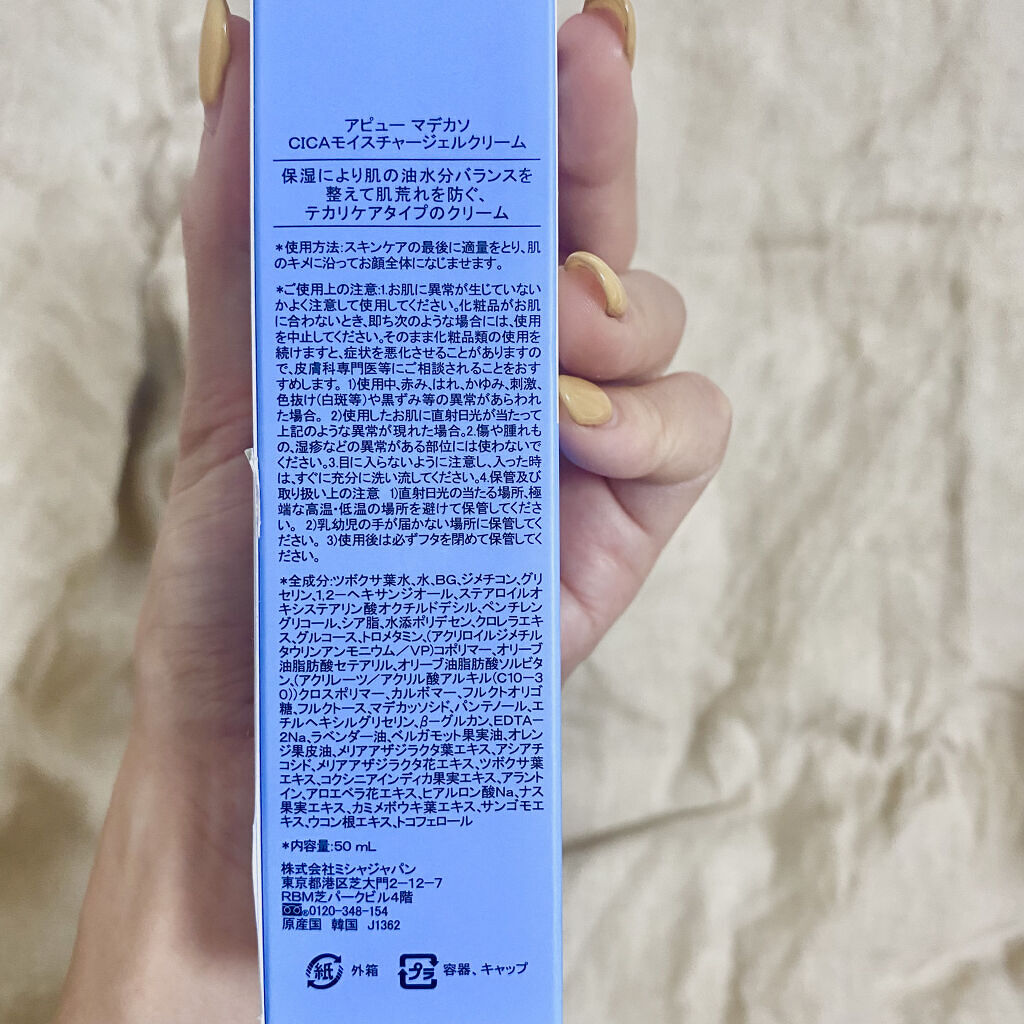 アピュー マデカソ
CICAモイスチャージェルクリーム
保湿により肌の油水分バランスを
整えて肌荒れを防ぐ、
テカリケアタイプのクリーム
*使用方法:スキンケアの最後に適量をとり、肌
のキメに沿ってお顔全体になじませます。
*ご使用上の注意:1.お肌に異常が生じていない
かよく注意して使用してください。化粧品がお肌
に合わないとき、即ち次のような場合には、使用
を中止してください。そのまま化粧品類の使用を
続けますと、症状を悪化させることがありますの
で、皮膚科専門医等にご相談されることをおす
すめします。 1)使用中、赤み、はれ、かゆみ、刺激、
色抜け(白斑等)や黒ずみ等の異常があらわれ
た場合。 2)使用したお肌に直射日光が当たって
上記のような異常が現れた場合。2.傷や腫れも
の、湿疹などの異常がある部位には使わないで
ください。3.目に入らないように注意し、入った時
は、すぐに充分に洗い流してください。4.保管及び
取り扱い上の注意 1)直射日光の当たる場所、極
端な高温・低温の場所を避けて保管してくださ
い。 2)乳幼児の手が届かない場所に保管してく
ださい。 3)使用後は必ずフタを閉めて保管してく
ださい。
*全成分:ツボクサ葉水、水、BG、ジメチコン、グリ
セリン、1,2-ヘキサンジオール、ステアロイルオ
キシステアリン酸オクチルドデシル、ペンチレン
グリコール、シア脂、水添ポリデセン、クロレラエキ
ス、グルコース、トロメタミン、(アクリロイルジメチル
タウリンアンモニウム/VP)コポリマー、オリーブ
油脂肪酸セテアリル、オリーブ油脂肪酸ソルビタ
ン、(アクリレーツ/アクリル酸アルキル(C10-3
0))クロスポリマー、カルボマー、フルクトオリゴ
糖、フルクトース、マデカッソシド、パンテノール、エ
チルヘキシルグリセリン、β-グルカン、EDTA-
2Na、ラベンダー油、ベルガモット果実油、オレン
ジ果皮油、メリアアザジラクタ葉エキス、アシアチ
コシド、メリアアザジラクタ花エキス、ツボクサ葉
エキス、コクシニアインディカ果実エキス、アラント
イン、アロエベラ花エキス、ヒアルロン酸Na、ナス
果実エキス、カミメボウキ葉エキス、サンゴモエ
キス、ウコン根エキス、トコフェロール
*内容量:50 mL
株式会社ミシャジャパン
東京都港区芝大門2-12-7
RBM芝パークビル4階
®0120-348-154
原産国 韓国 J1362
紙 外箱 プラ 容器、キャップ